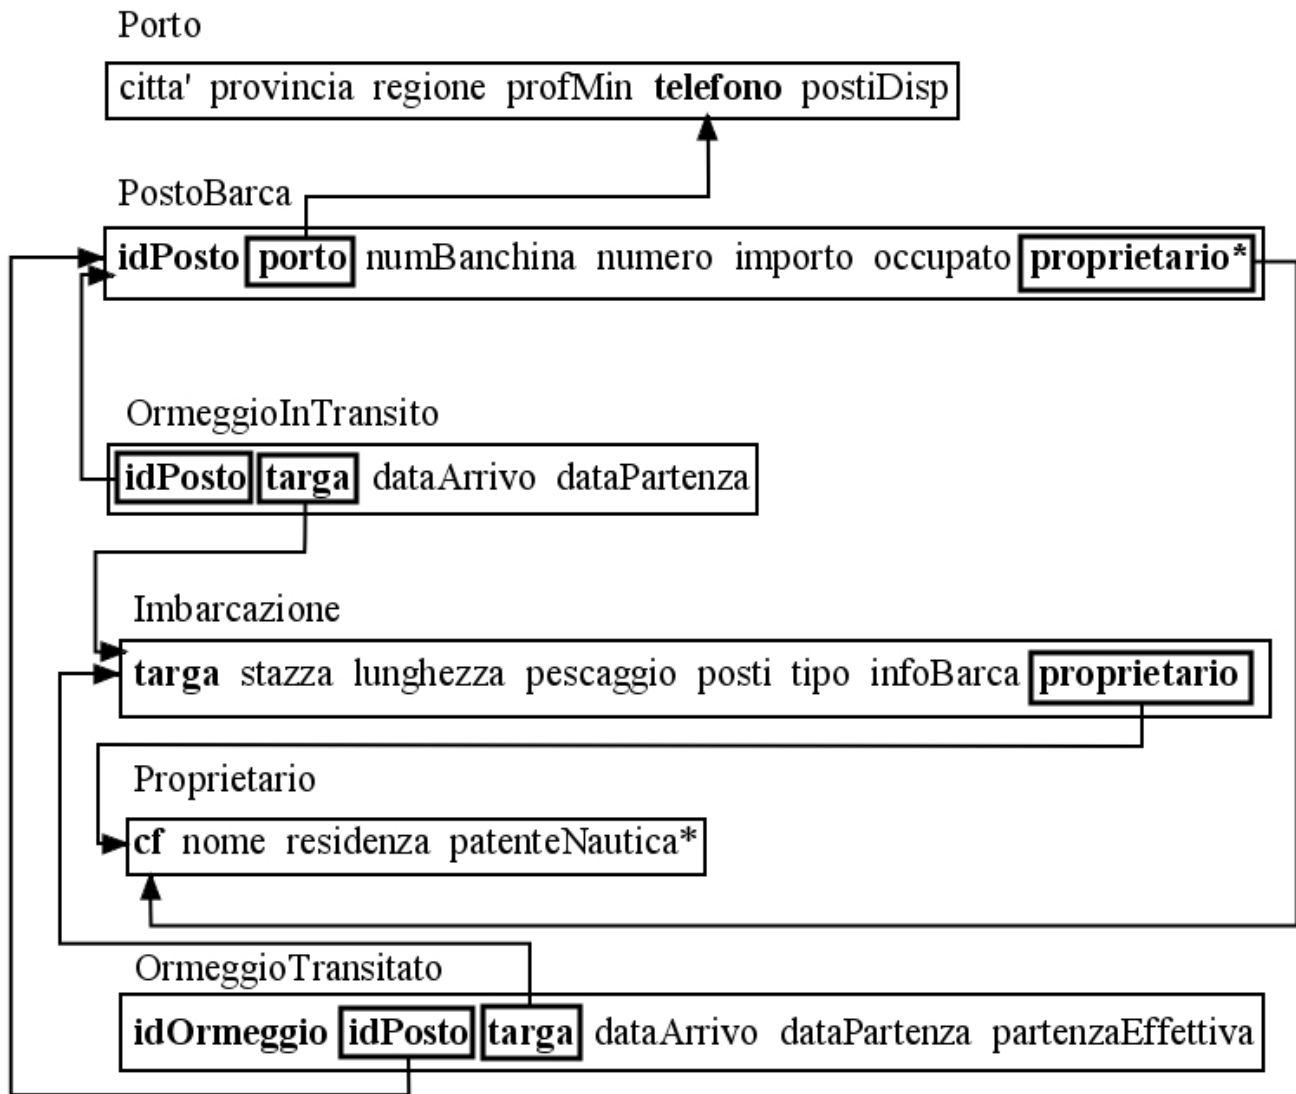 Porto
citta' provincia regione profMin telefono postiDisp
PostoBarca
idPosto porto numBanchina numero importo occupato proprietario*
OrmeggioInTransito
idPosto targa dataArrivo dataPartenza
Imbarcazione
targa stazza lunghezza pescaggio posti tipo infoBarca proprietario
Proprietario
cf nome residenza patenteNautica*
OrmeggioTransitato
idOrmeggio idPosto targa dataArrivo dataPartenza partenzaEffettiva